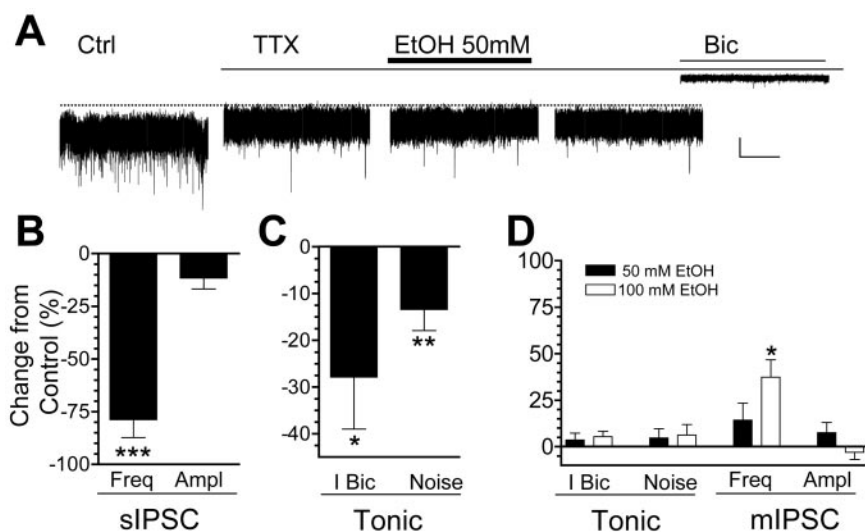 A
Ctrl TTX EtOH 50mM Bic
B C D
Change from
Control (%)
0
-25
-50
-75
-100
***
Freq Ampl
sIPSC
0
-10
-20
-30
-40
*
**
I Bic Noise
Tonic
100
75
50
25
0
50 mM EtOH
100 mM EtOH
*
I Bic Noise Freq Ampl
Tonic mIPSC